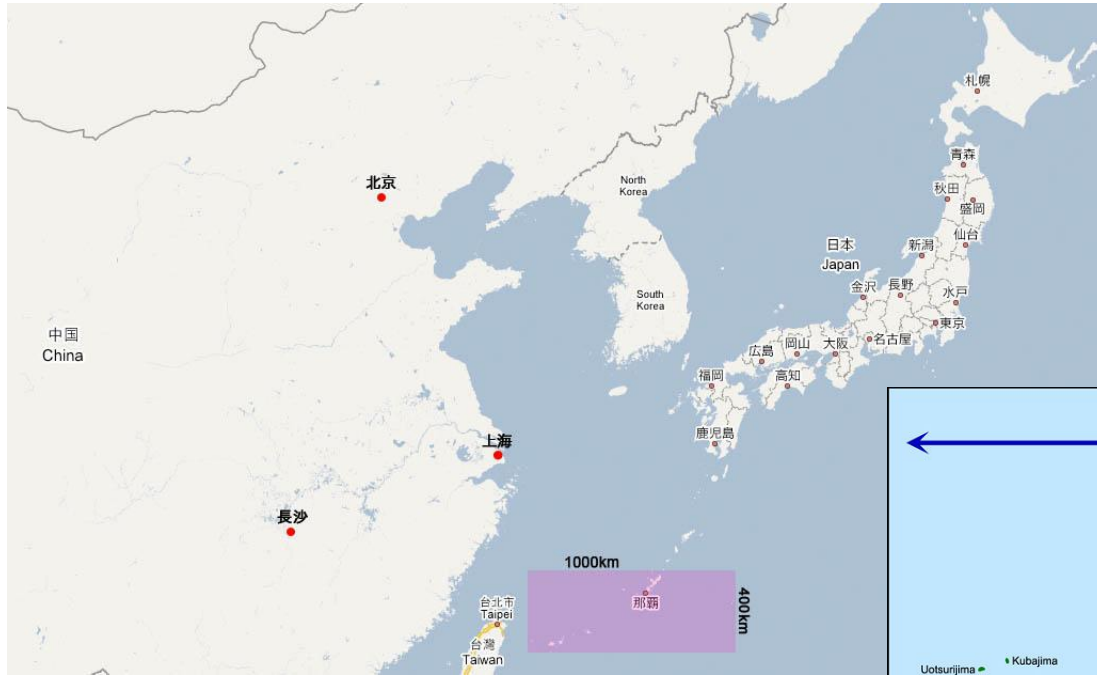 札幌
青森
秋田
盛岡
仙台
新潟
日本
Japan
金沢
長野
水戸
東京
名古屋
大阪
岡山
広島
高知
福岡
鹿児島
North
Korea
South
Korea
北京
中国
China
上海
長沙
1000km
400km
那覇
台北市
Taipei
台灣
Taiwan
Kubajima
Uotsurijima